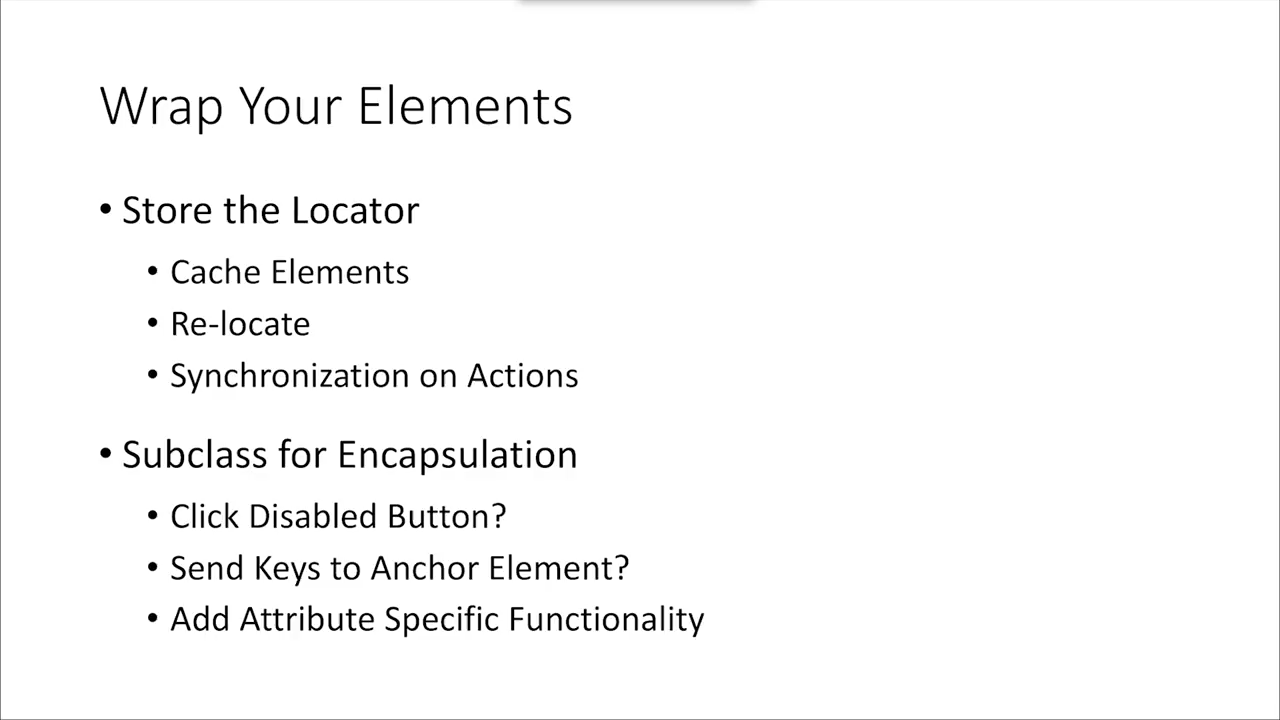 Wrap Your Elements
• Store the Locator
• Cache Elements
• Re-locate
• Synchronization on Actions
• Subclass for Encapsulation
• Click Disabled Button?
• Send Keys to Anchor Element?
• Add Attribute Specific Functionality